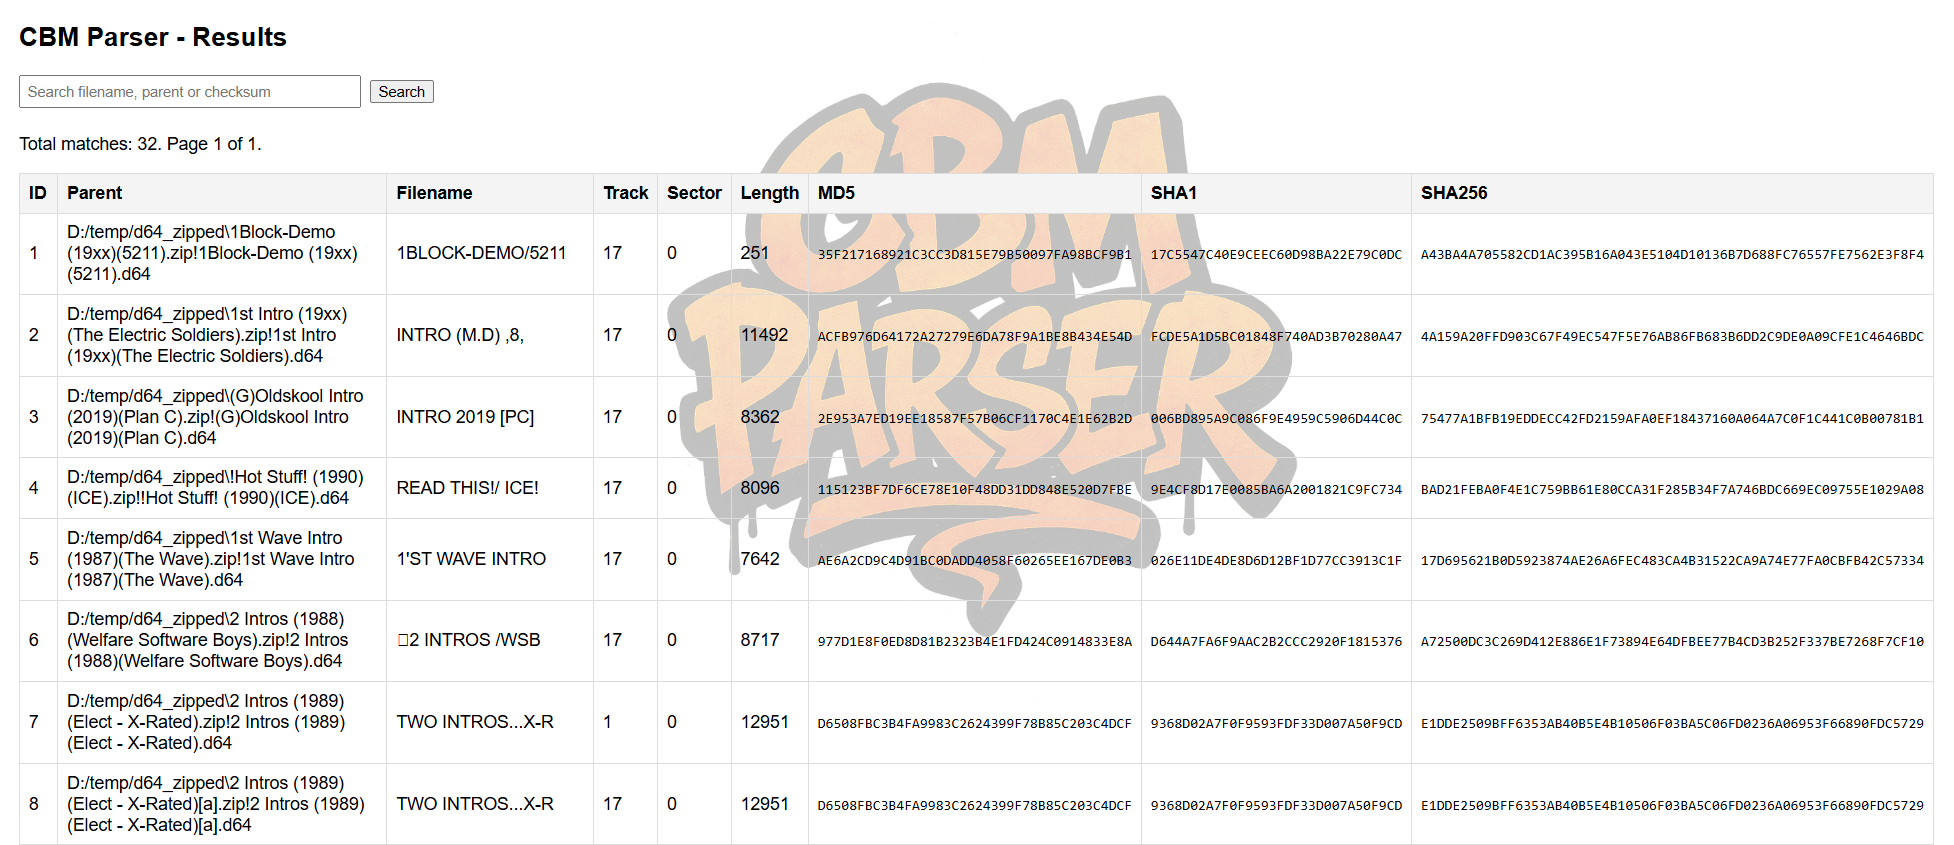 CBM Parser - Results
Search filename, parent or checksum
Search
Total matches: 32. Page 1 of 1.
CBM
PARSER
ID Parent Filename Track Sector Length MD5 SHA1 SHA256
1 D:/temp/d64_zipped\1Block-Demo (19xx)(5211).zip!1Block-Demo (19xx)(5211).d64 1BLOCK-DEMO/5211 17 0 251 35F217168921C3CC3D815E79B50097FA98BCF9B1 17C5547C40E9CEEC60D98BA22E79C0DC A43BA4A705582CD1AC395B16A043E5104D10136B7D688FC76557FE7562E3F8F4
2 D:/temp/d64_zipped\1st Intro (19xx)(The Electric Soldiers).zip!1st Intro (19xx)(The Electric Soldiers).d64 INTRO (M.D) ,8, 17 0 11492 ACFB976D64172A27279E6DA78F9A1BE8B434E54D FCDE5A1D5BC01848F740AD3B70280A47 4A159A20FFD903C67F49EC547F5E76AB86FB683B6DD2C9DE0A09CFE1C4646BDC
3 D:/temp/d64_zipped\(G)Oldskool Intro (2019)(Plan C).zip!(G)Oldskool Intro (2019)(Plan C).d64 INTRO 2019 [PC] 17 0 8362 2E953A7ED19EE18587F57B06CF1170C4E1E62B2D 006BD895A9C086F9E4959C5906D44C0C 75477A1BFB19EDDECC42FD2159AFA0EF18437160A064A7C0F1C441C0B00781B1
4 D:/temp/d64_zipped\!Hot Stuff! (1990)(ICE).zip!!Hot Stuff! (1990)(ICE).d64 READ THIS!/ ICE! 17 0 8096 115123BF7DF6CE78E10F48DD31DD848E520D7FBE 9E4CF8D17E0085BA6A2001821C9FC734 BAD21FEBA0F4E1C759BB61E80CCA31F285B34F7A746BDC669EC09755E1029A08
5 D:/temp/d64_zipped\1st Wave Intro (1987)(The Wave).zip!1st Wave Intro (1987)(The Wave).d64 1'ST WAVE INTRO 17 0 7642 AE6A2CD9C4D91BC0DADD4058F60265EE167DE0B3 026E11DE4DE8D6D12BF1D77CC3913C1F 17D695621B0D5923874AE26A6FEC483CA4B31522CA9A74E77FA0CBFB42C57334
6 D:/temp/d64_zipped\2 Intros (1988)(Welfare Software Boys).zip!2 Intros (1988)(Welfare Software Boys).d64 2 INTROS /WSB 17 0 8717 977D1E8F0ED8D81B2323B4E1FD424C0914833E8A D644A7FA6F9AAC2B2CCC2920F1815376 A72500DC3C269D412E886E1F73894E64DFBEE77B4CD3B252F337BE7268F7CF10
7 D:/temp/d64_zipped\2 Intros (1989)(Elect - X-Rated).zip!2 Intros (1989)(Elect - X-Rated).d64 TWO INTROS...X-R 1 0 12951 D6508FBC3B4FA9983C2624399F78B85C203C4DCF 9368D02A7F0F9593FDF33D007A50F9CD E1DDE2509BFF6353AB40B5E4B10506F03BA5C06FD0236A06953F66890FDC5729
8 D:/temp/d64_zipped\2 Intros (1989)(Elect - X-Rated)[a].zip!2 Intros (1989)(Elect - X-Rated)[a].d64 TWO INTROS...X-R 17 0 12951 D6508FBC3B4FA9983C2624399F78B85C203C4DCF 9368D02A7F0F9593FDF33D007A50F9CD E1DDE2509BFF6353AB40B5E4B10506F03BA5C06FD0236A06953F66890FDC5729